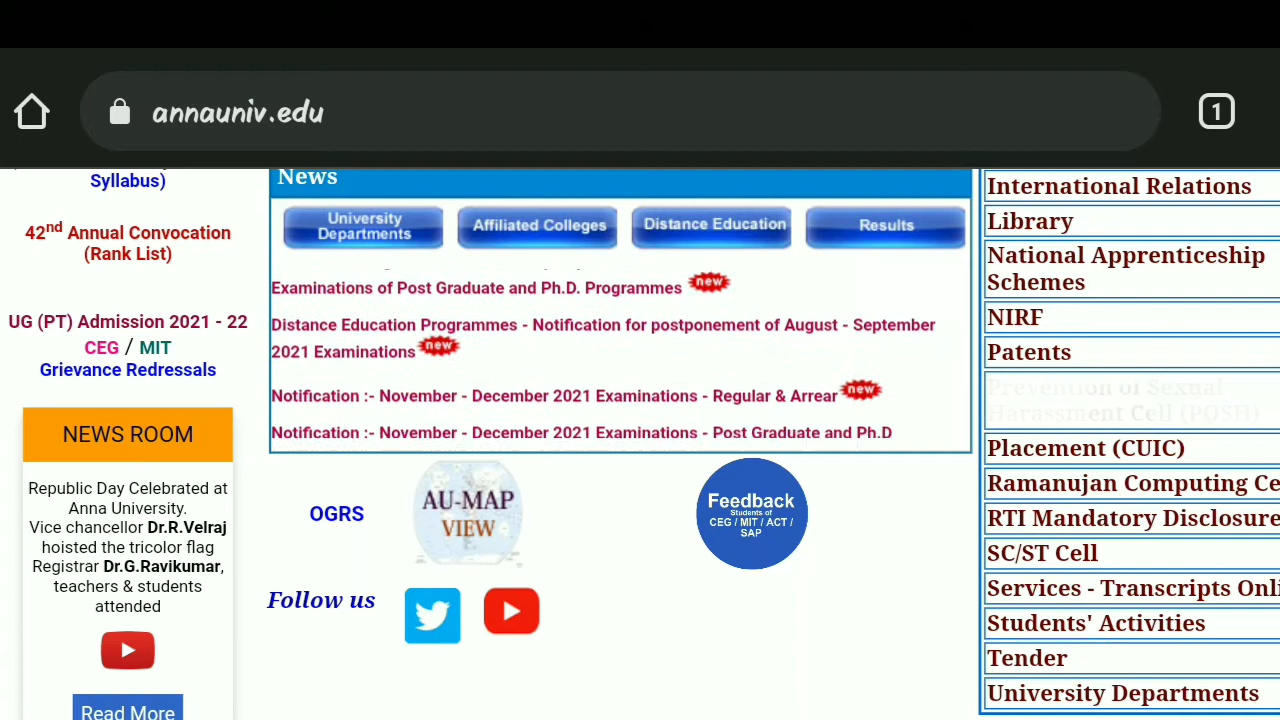 annauniv.edu
1
Syllabus)
42nd Annual Convocation
(Rank List)
UG (PT) Admission 2021 - 22
CEG / MIT
Grievance Redressals
NEWS ROOM
Republic Day Celebrated at
Anna University.
Vice chancellor Dr.R.Velraj
hoisted the tricolor flag
Registrar Dr.G.Ravikumar,
teachers & students
attended
Read More
News
University
Departments
Affiliated Colleges
Distance Education
Results
Examinations of Post Graduate and Ph.D. Programmes new
Distance Education Programmes - Notification for postponement of August - September
2021 Examinations new
Notification :- November - December 2021 Examinations - Regular & Arrear new
Notification :- November - December 2021 Examinations - Post Graduate and Ph.D
OGRS
AU-MAP
VIEW
Feedback
Students of
CEG / MIT / ACT /
SAP
Follow us
International Relations
Library
National Apprenticeship
Schemes
NIRF
Patents
Prevention of Sexual
Harassment Cell (POSH)
Placement (CUIC)
Ramanujan Computing Ce
RTI Mandatory Disclosure
SC/ST Cell
Services - Transcripts Onli
Students' Activities
Tender
University Departments